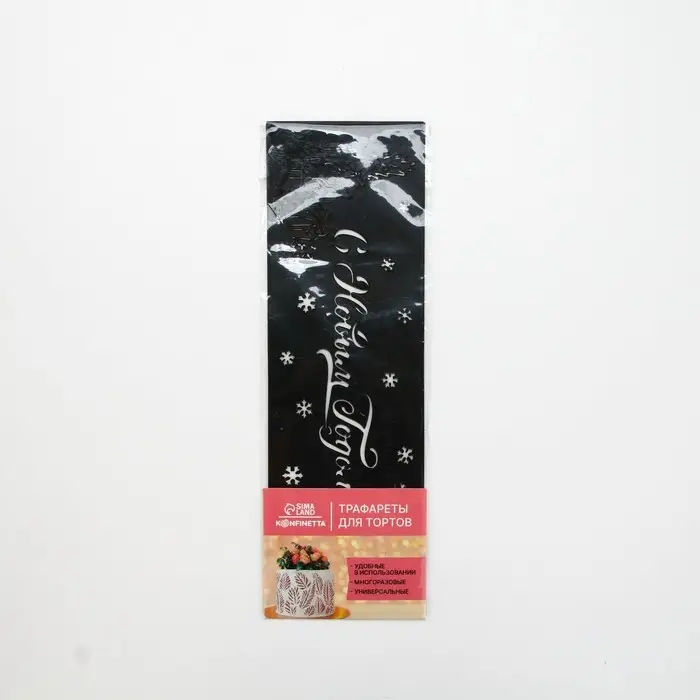 С Новым Годом
SIMA
LAND
KONFINETTA
ТРАФАРЕТЫ
ДЛЯ ТОРТОВ
- УДОБНЫЕ
В ИСПОЛЬЗОВАНИИ
- МНОГОРАЗОВЫЕ
- УНИВЕРСАЛЬНЫЕ